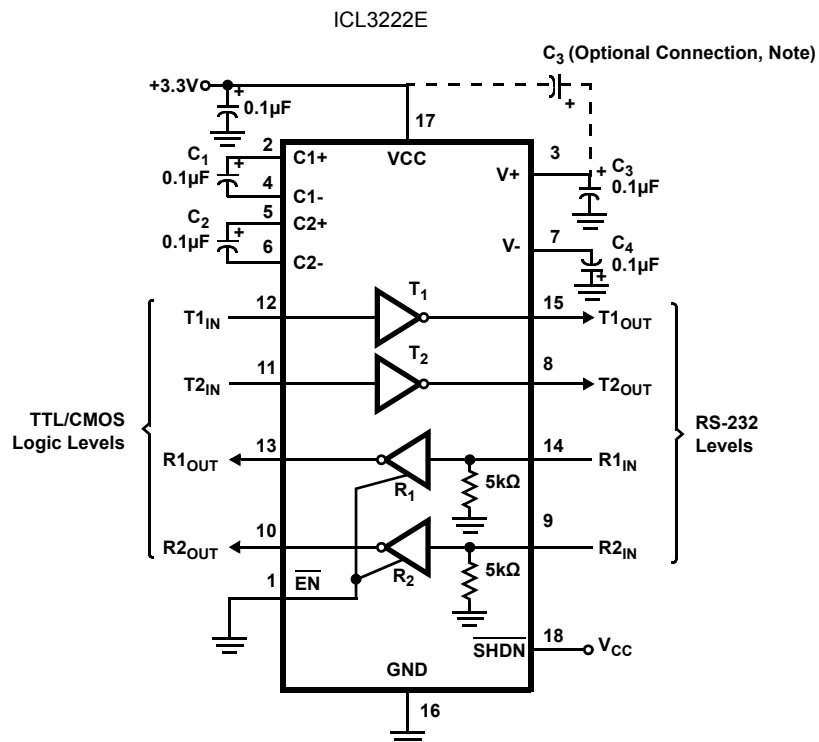 ICL3222E
C3 (Optional Connection, Note)
+3.3V
+
0.1µF
+
17
2
C1
0.1µF
+
C1+
VCC
3
V+
+
C3
0.1µF
4
C1-
C2
0.1µF
5
+
C2+
6
C2-
7
V-
C4
0.1µF
+
T1IN
12
T1
15
T1OUT
T2IN
11
T2
8
T2OUT
TTL/CMOS
Logic Levels
RS-232
Levels
R1OUT
13
R1
14
R1IN
5kΩ
R2OUT
10
R2
9
R2IN
5kΩ
1
EN
SHDN
18
VCC
GND
16